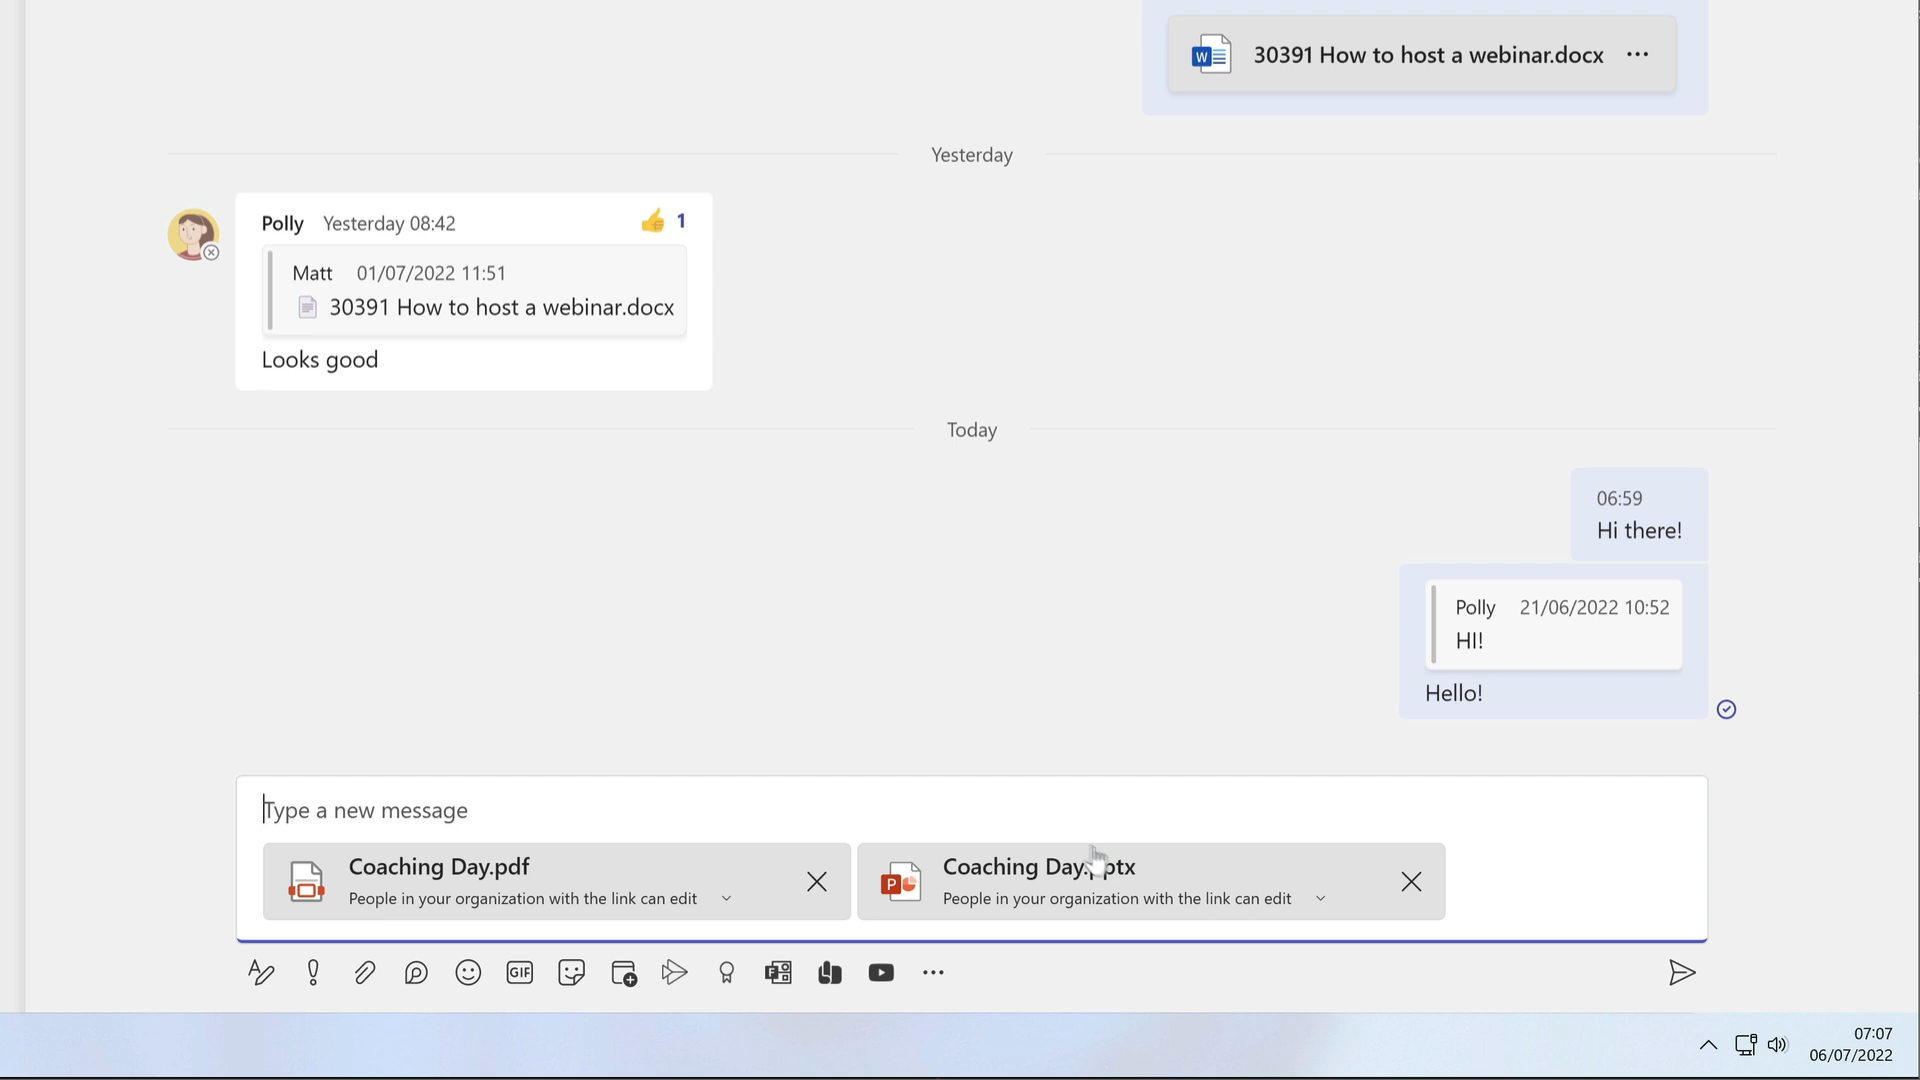 30391 How to host a webinar.docx
Yesterday
Polly Yesterday 08:42 1
Matt 01/07/2022 11:51
30391 How to host a webinar.docx
Looks good
Today
06:59
Hi there!
Polly 21/06/2022 10:52
HI!
Hello!
Type a new message
Coaching Day.pdf
People in your organization with the link can edit
Coaching Day.pptx
People in your organization with the link can edit
GIF
07:07
06/07/2022